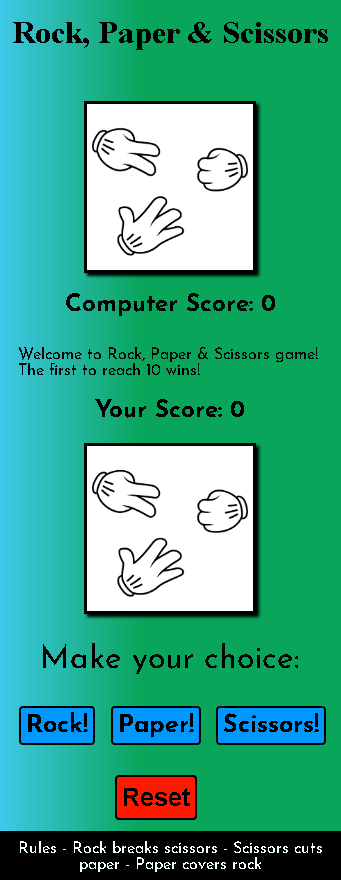 Rock, Paper & Scissors
Computer Score: 0
Welcome to Rock, Paper & Scissors game!
The first to reach 10 wins!
Your Score: 0
Make your choice:
Rock! Paper! Scissors!
Reset
Rules - Rock breaks scissors - Scissors cuts
paper - Paper covers rock